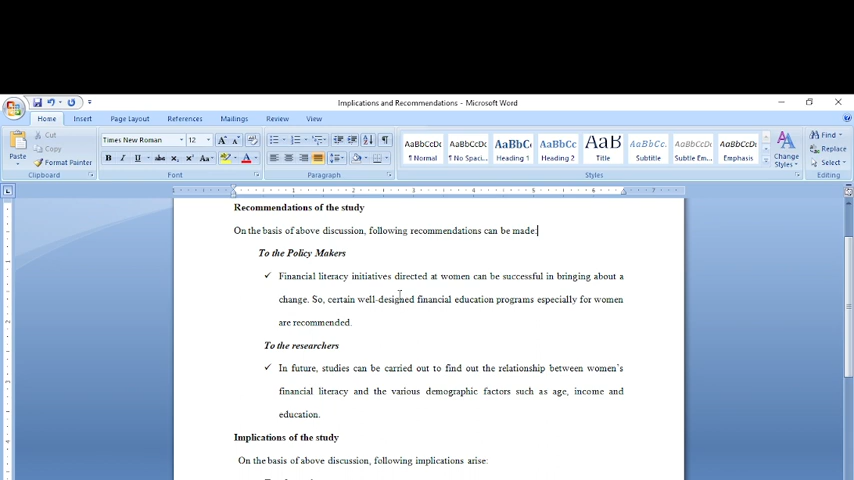 Implications and Recommendations - Microsoft Word
Home Insert Page Layout References Mailings Review View
Paste
Cut
Copy
Format Painter
Clipboard
Times New Roman 12
Font
Paragraph
AaBbCcDc AaBbCcDc AaBbCc AaBbCc AaBb AaBbCc. AaBbCcDc AaBbCcDc
¶ Normal ¶ No Spaci... Heading 1 Heading 2 Title Subtitle Subtle Em... Emphasis
Change Styles
Styles
Find
Replace
Select
Editing
Recommendations of the study
On the basis of above discussion, following recommendations can be made:
To the Policy Makers
✓ Financial literacy initiatives directed at women can be successful in bringing about a
change. So, certain well-designed financial education programs especially for women
are recommended.
To the researchers
✓ In future, studies can be carried out to find out the relationship between women's
financial literacy and the various demographic factors such as age, income and
education.
Implications of the study
On the basis of above discussion, following implications arise: